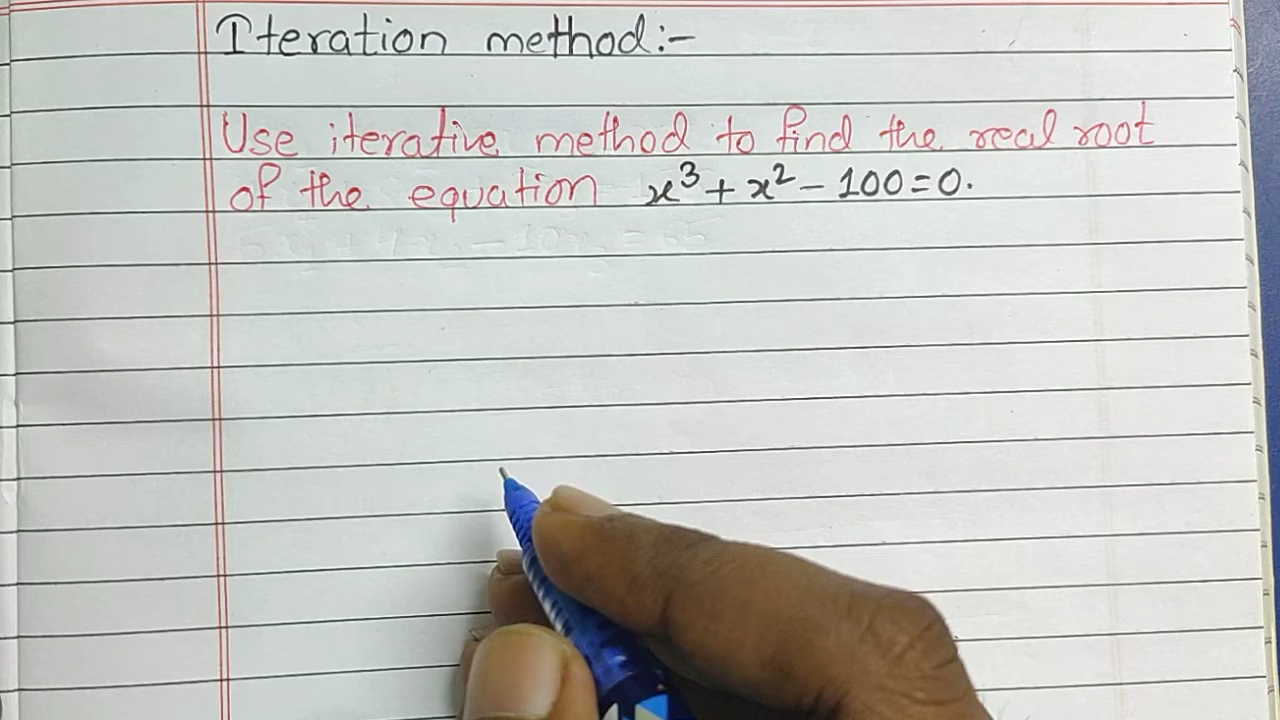 Iteration method:-
Use iterative method to find the real root
of the equation x³ + x² - 100 = 0.